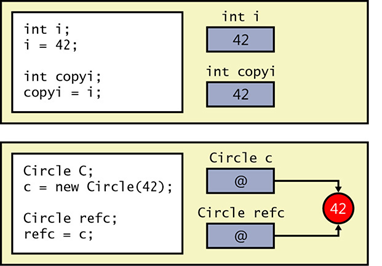 int i;
i = 42;
int copyi;
copyi = i;
int i
42
int copyi
42
Circle C;
c = new Circle(42);
Circle refc;
refc = c;
Circle c
@
Circle refc
@
42